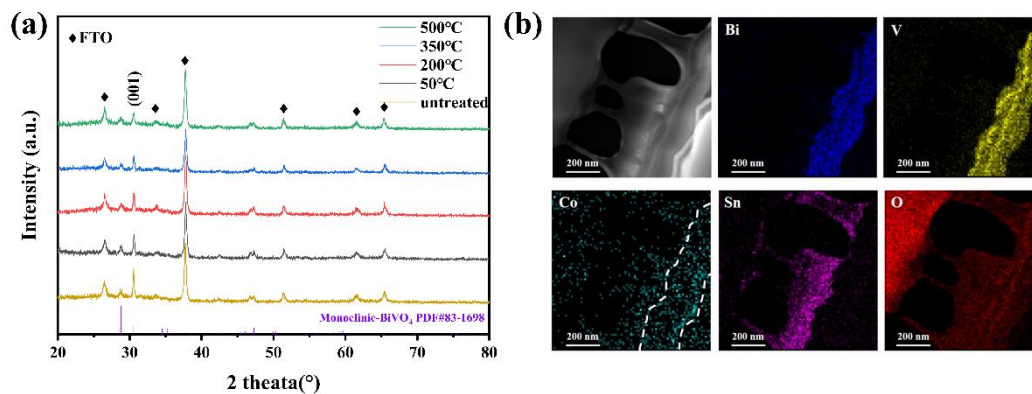 (a)
♦FTO
500°C
350°C
200°C
50°C
untreated
(001)
Intensity (a.u.)
Monoclinic-BiVO₄ PDF#83-1698
20 30 40 50 60 70 80
2 theata(°)
(b)
200 nm
Bi
200 nm
V
200 nm
Co
200 nm
Sn
200 nm
O
200 nm